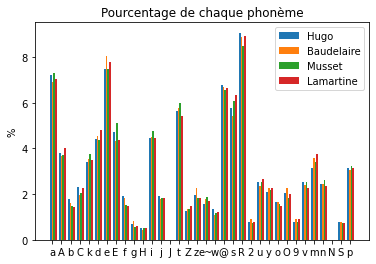 Pourcentage de chaque phonème
Hugo
Baudelaire
Musset
Lamartine
%
8
6
4
2
0
a A b C k d e E f g H i l J t Z z e~ w @ s R 2 u y o O 9 v m n N S p